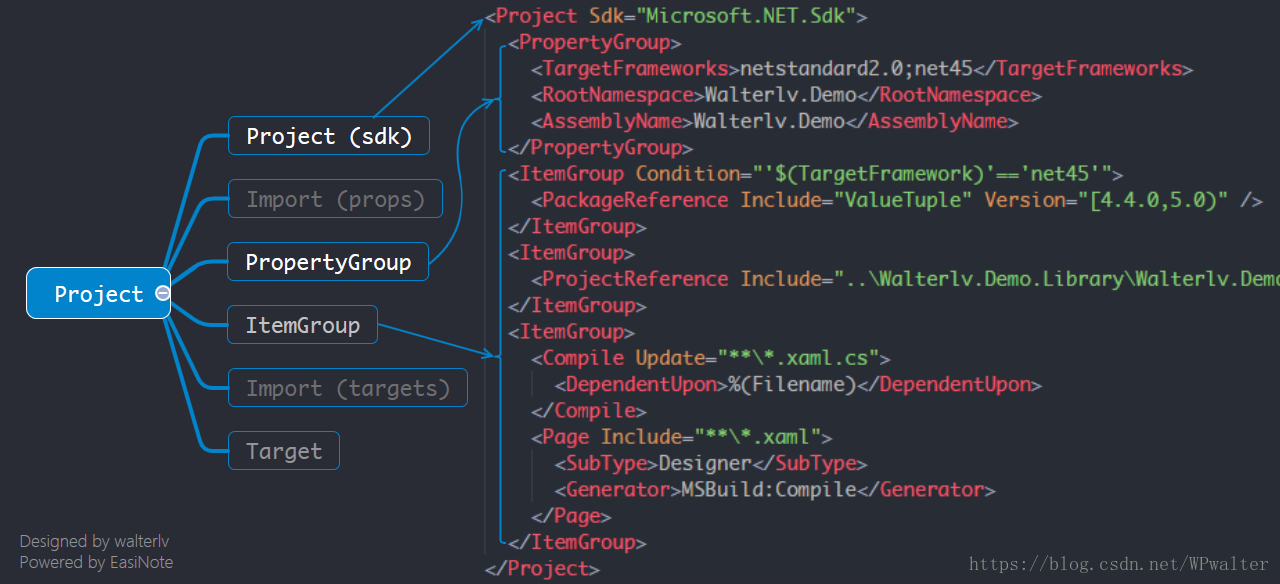 Project
Project (sdk)
Import (props)
PropertyGroup
ItemGroup
Import (targets)
Target
<Project Sdk="Microsoft.NET.Sdk">
<PropertyGroup>
<TargetFrameworks>netstandard2.0;net45</TargetFrameworks>
<RootNamespace>Walterlv.Demo</RootNamespace>
<AssemblyName>Walterlv.Demo</AssemblyName>
</PropertyGroup>
<ItemGroup Condition="'$(TargetFramework)'=='net45'">
<PackageReference Include="ValueTuple" Version="[4.4.0,5.0)" />
</ItemGroup>
<ItemGroup>
<ProjectReference Include="..\Walterlv.Demo.Library\Walterlv.Demo
</ItemGroup>
<ItemGroup>
<Compile Update="**\*.xaml.cs">
<DependentUpon>%(Filename)</DependentUpon>
</Compile>
<Page Include="**\*.xaml">
<SubType>Designer</SubType>
<Generator>MSBuild:Compile</Generator>
</Page>
</ItemGroup>
</Project>
Designed by walterlv
Powered by EasiNote
https://blog.csdn.net/WPwalter